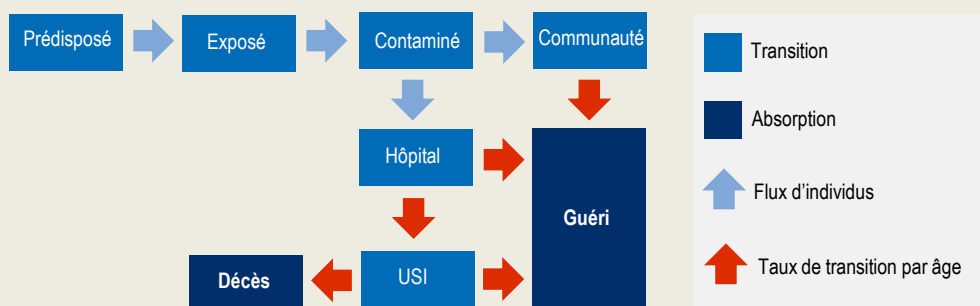 Prédisposé
Exposé
Contaminé
Communauté
Hôpital
Guéri
Décès
USI
Transition
Absorption
Flux d'individus
Taux de transition par âge